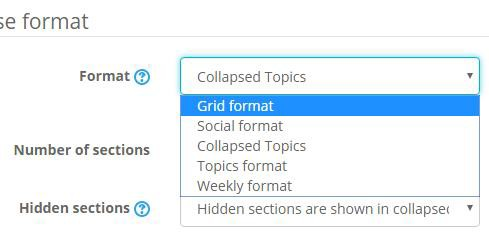 se format
Format
Collapsed Topics
Grid format
Social format
Collapsed Topics
Topics format
Weekly format
Number of sections
Hidden sections
Hidden sections are shown in collapsec